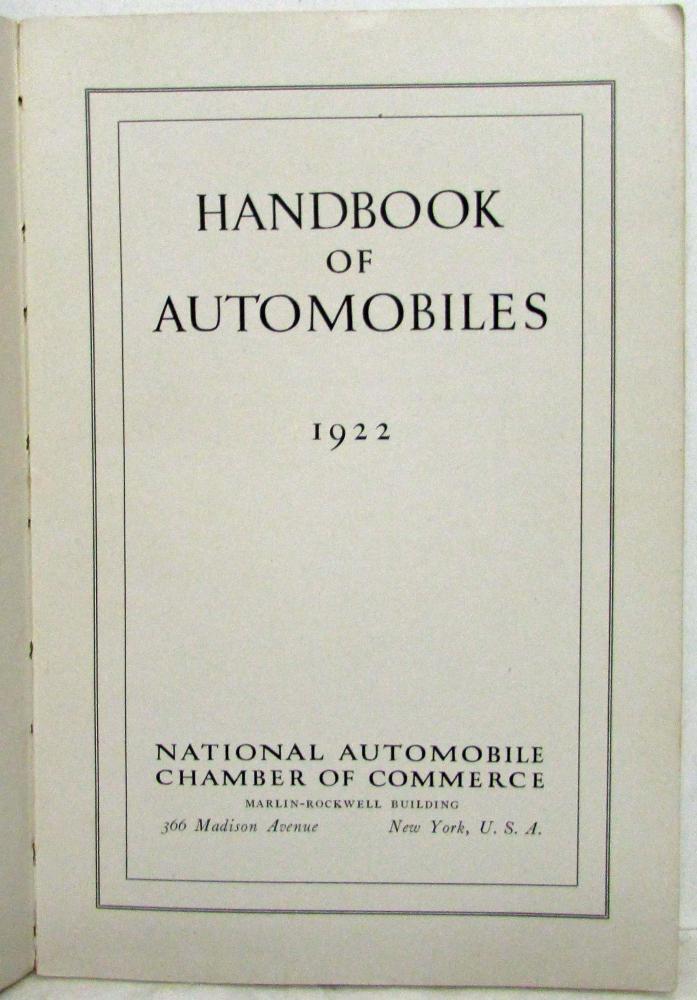 HANDBOOK
OF
AUTOMOBILES
1922
NATIONAL AUTOMOBILE
CHAMBER OF COMMERCE
MARLIN-ROCKWELL BUILDING
366 Madison Avenue New York, U. S. A.